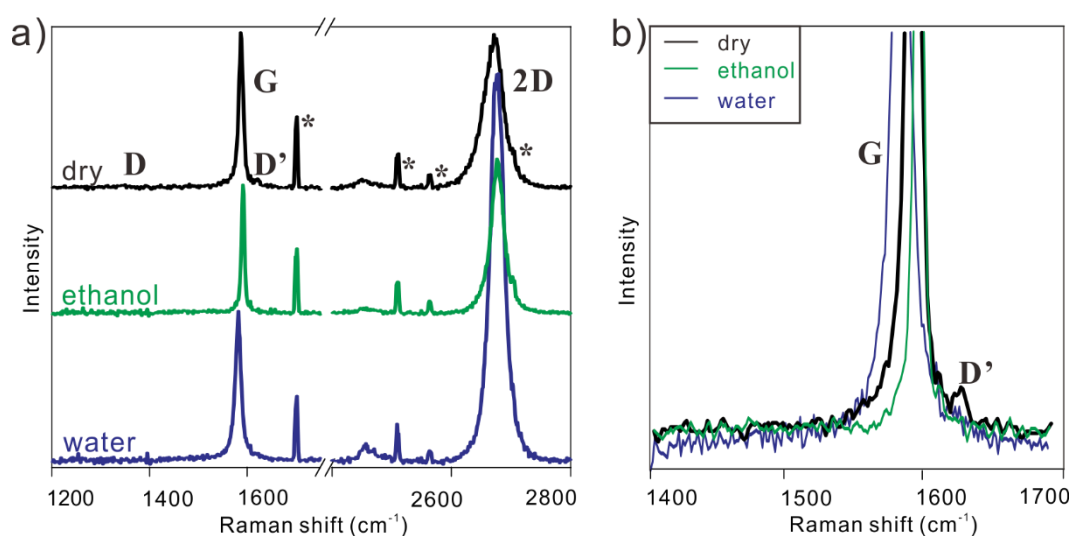 a)
G
2D
*
*
*
*
D
D’
dry
ethanol
water
Intensity
1200
1400
1600
2600
2800
Raman shift (cm⁻¹)
b)
dry
ethanol
water
G
D’
Intensity
1400
1500
1600
1700
Raman shift (cm⁻¹)